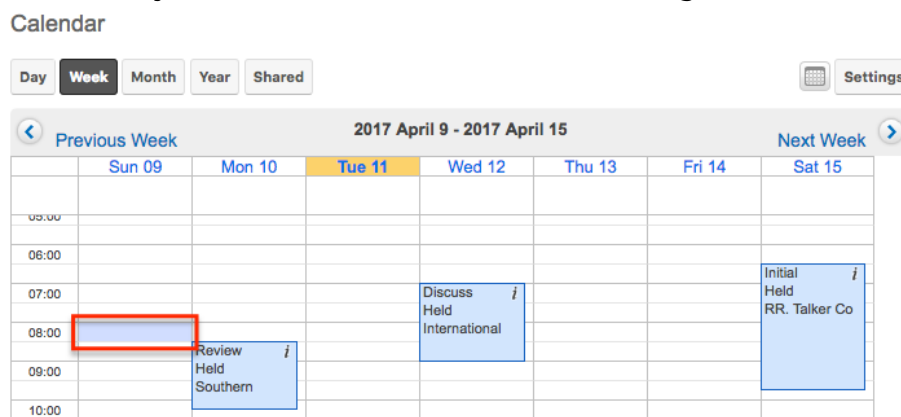 Calendar
Day Week Month Year Shared Settings
Previous Week 2017 April 9 - 2017 April 15 Next Week
Sun 09 Mon 10 Tue 11 Wed 12 Thu 13 Fri 14 Sat 15
05:00
06:00
Initial i
07:00 Discuss i Held
Held RR. Talker Co
08:00 International
Review i
09:00 Held
Southern
10:00